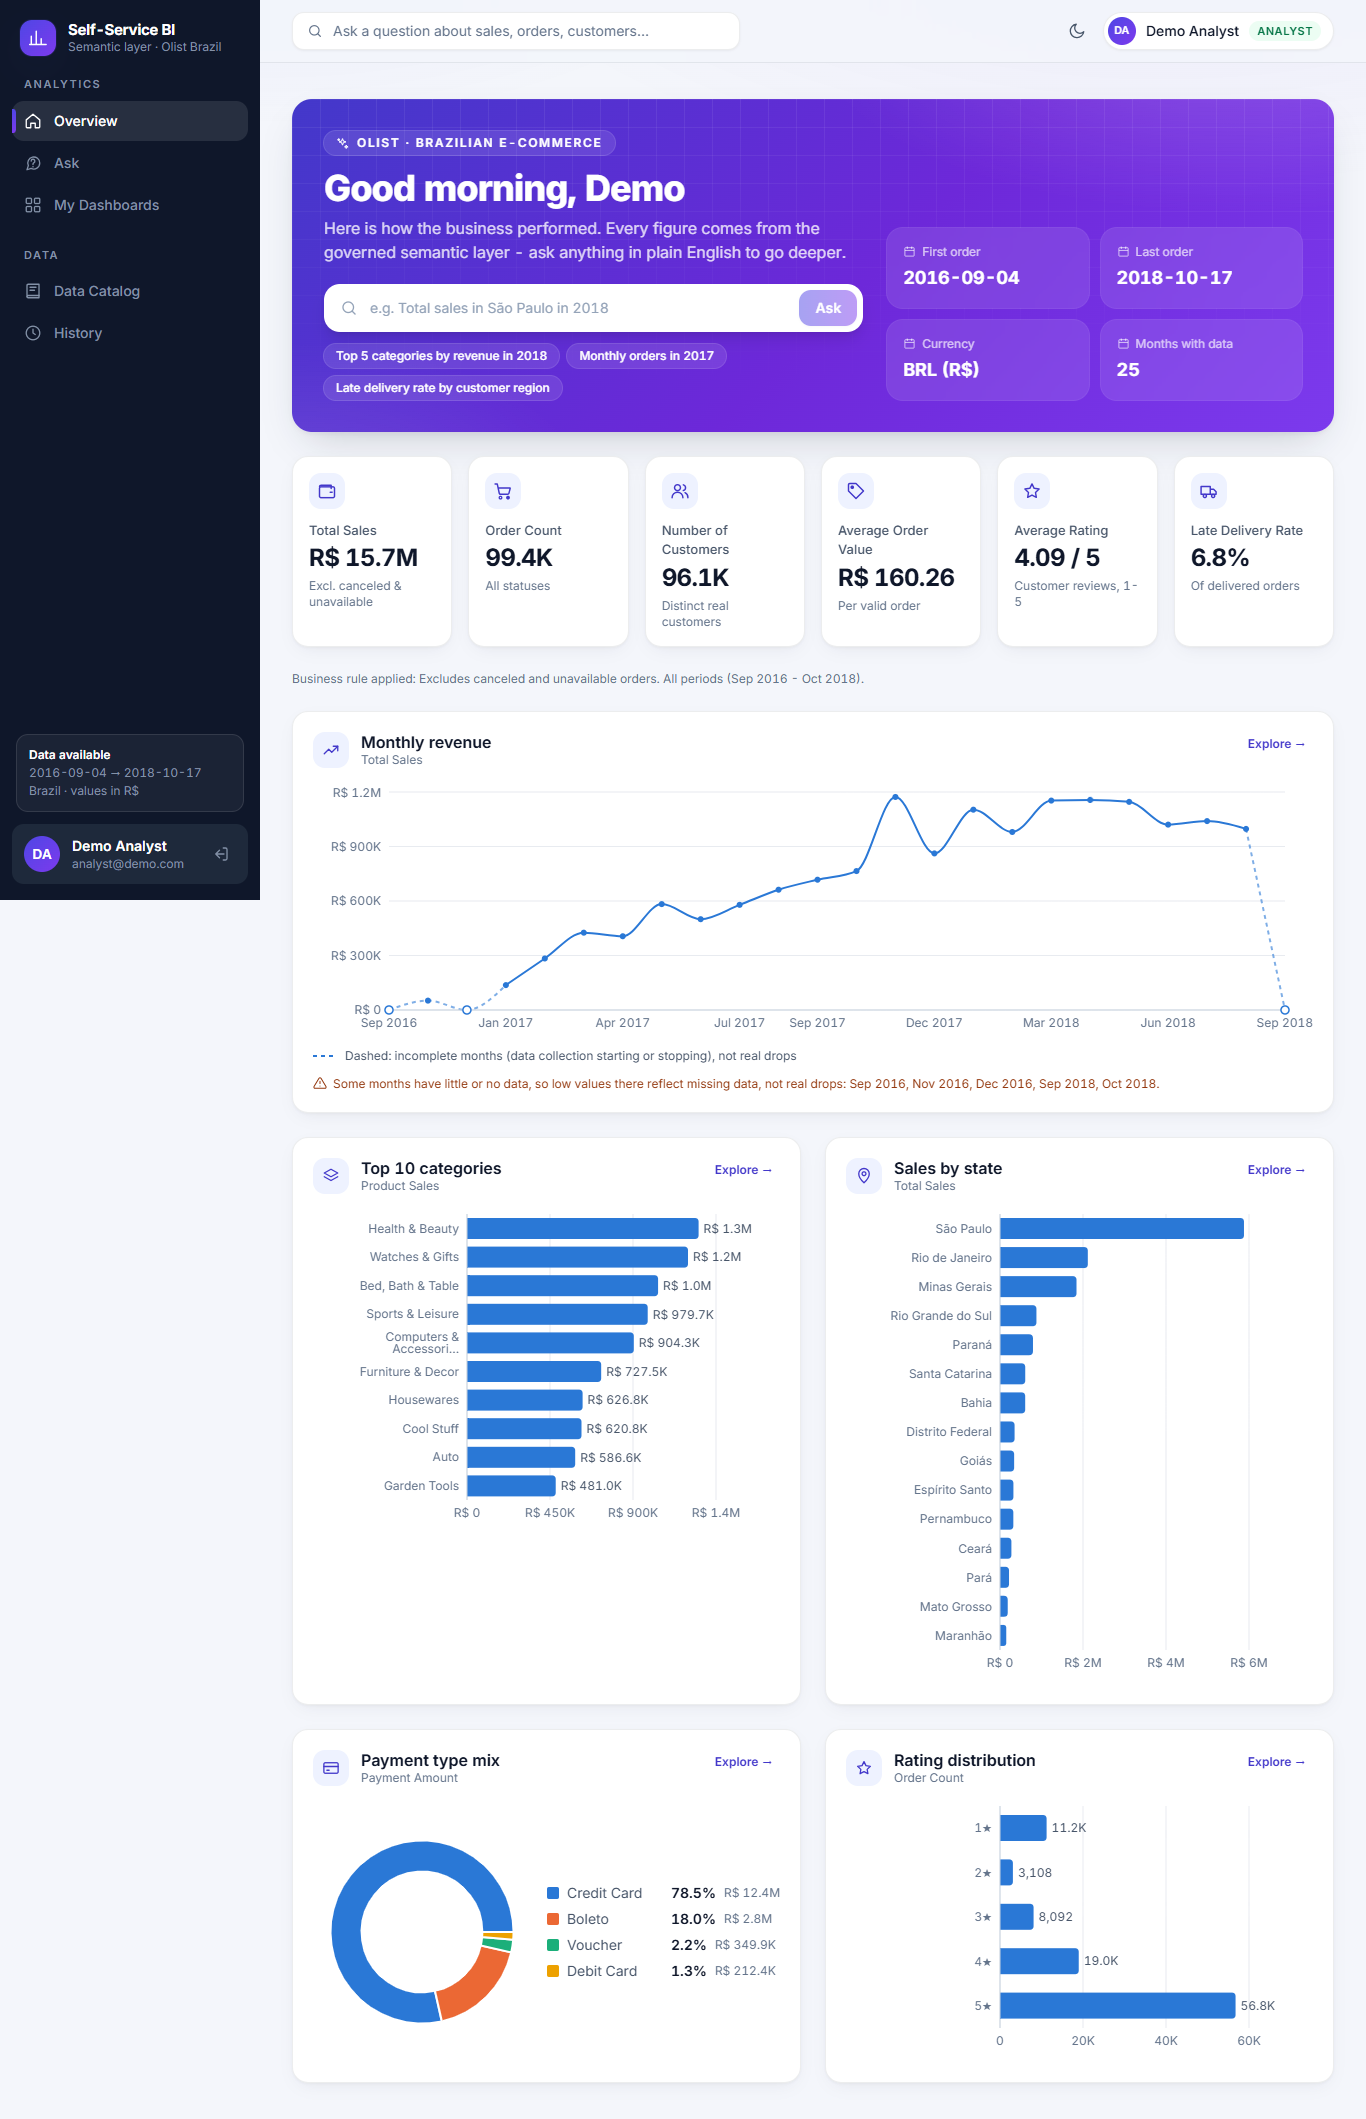 Self-Service BI
Semantic layer · Olist Brazil
ANALYTICS
Overview
Ask
My Dashboards
DATA
Data Catalog
History
Data available
2016-09-04 → 2018-10-17
Brazil · values in R$
DA
Demo Analyst
analyst@demo.com
Ask a question about sales, orders, customers...
DA
Demo Analyst
ANALYST
OLIST · BRAZILIAN E-COMMERCE
Good morning, Demo
Here is how the business performed. Every figure comes from the
governed semantic layer - ask anything in plain English to go deeper.
e.g. Total sales in São Paulo in 2018
Ask
Top 5 categories by revenue in 2018
Monthly orders in 2017
Late delivery rate by customer region
First order
2016-09-04
Last order
2018-10-17
Currency
BRL (R$)
Months with data
25
Total Sales
R$ 15.7M
Excl. canceled &
unavailable
Order Count
99.4K
All statuses
Number of
Customers
96.1K
Distinct real
customers
Average Order
Value
R$ 160.26
Per valid order
Average Rating
4.09 / 5
Customer reviews, 1-
5
Late Delivery Rate
6.8%
Of delivered orders
Business rule applied: Excludes canceled and unavailable orders. All periods (Sep 2016 - Oct 2018).
Monthly revenue
Total Sales
Explore →
R$ 1.2M
R$ 900K
R$ 600K
R$ 300K
R$ 0
Sep 2016
Jan 2017
Apr 2017
Jul 2017
Sep 2017
Dec 2017
Mar 2018
Jun 2018
Sep 2018
Dashed: incomplete months (data collection starting or stopping), not real drops
Some months have little or no data, so low values there reflect missing data, not real drops: Sep 2016, Nov 2016, Dec 2016, Sep 2018, Oct 2018.
Top 10 categories
Product Sales
Explore →
Health & Beauty
R$ 1.3M
Watches & Gifts
R$ 1.2M
Bed, Bath & Table
R$ 1.0M
Sports & Leisure
R$ 979.7K
Computers &
Accessori...
R$ 904.3K
Furniture & Decor
R$ 727.5K
Housewares
R$ 626.8K
Cool Stuff
R$ 620.8K
Auto
R$ 586.6K
Garden Tools
R$ 481.0K
R$ 0
R$ 450K
R$ 900K
R$ 1.4M
Sales by state
Total Sales
Explore →
São Paulo
Rio de Janeiro
Minas Gerais
Rio Grande do Sul
Paraná
Santa Catarina
Bahia
Distrito Federal
Goiás
Espírito Santo
Pernambuco
Ceará
Pará
Mato Grosso
Maranhão
R$ 0
R$ 2M
R$ 4M
R$ 6M
Payment type mix
Payment Amount
Explore →
Credit Card 78.5% R$ 12.4M
Boleto 18.0% R$ 2.8M
Voucher 2.2% R$ 349.9K
Debit Card 1.3% R$ 212.4K
Rating distribution
Order Count
Explore →
1★
11.2K
2★
3,108
3★
8,092
4★
19.0K
5★
56.8K
0
20K
40K
60K